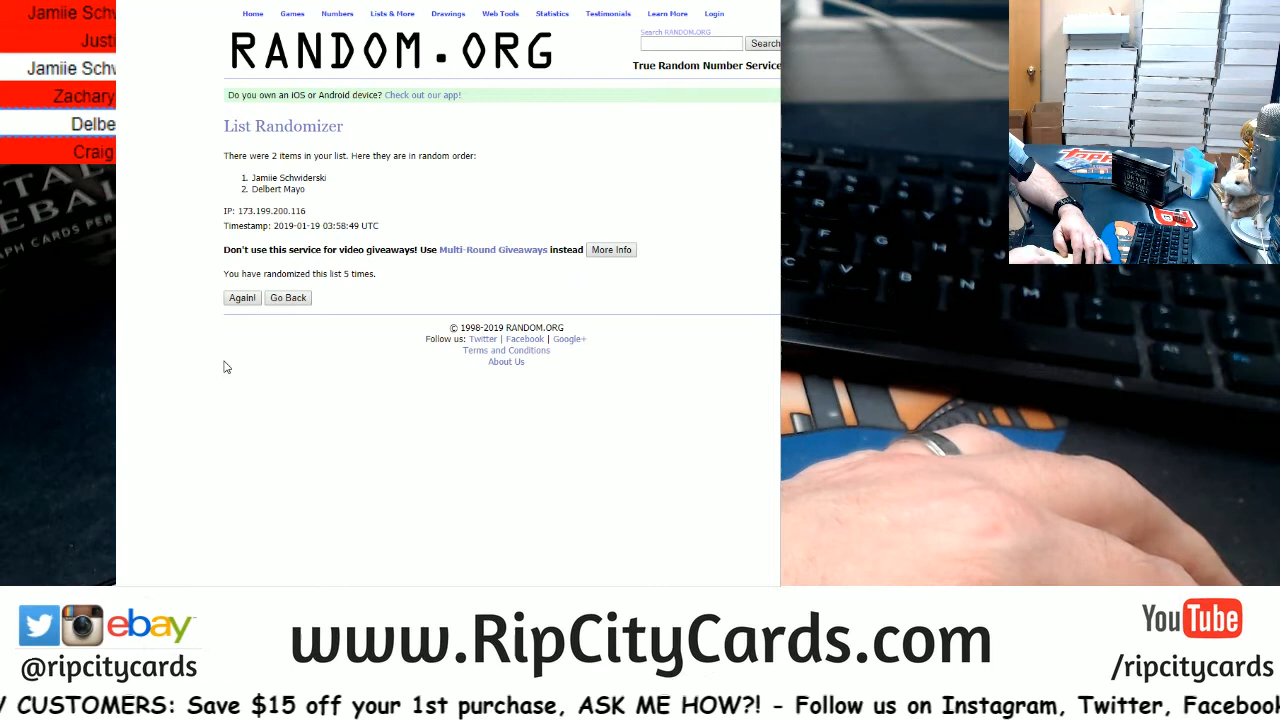 Jamiie Schw
Justi
Jamiie Schw
Zachary
Delbe
Craig
Home Games Numbers Lists & More Drawings Web Tools Statistics Testimonials Learn More Login
RANDOM.ORG
Search RANDOM.ORG
Search
True Random Number Service
Do you own an iOS or Android device? Check out our app!
List Randomizer
There were 2 items in your list. Here they are in random order:
1. Jamiie Schwiderski
2. Delbert Mayo
IP: 173.199.200.116
Timestamp: 2019-01-19 03:58:49 UTC
Don't use this service for video giveaways! Use Multi-Round Giveaways instead More Info
You have randomized this list 5 times.
Again! Go Back
© 1998-2019 RANDOM.ORG
Follow us: Twitter | Facebook | Google+
Terms and Conditions
About Us
ebay
@ripcitycards
www.RipCityCards.com
YouTube
/ripcitycards
CUSTOMERS: Save $15 off your 1st purchase, ASK ME HOW?! - Follow us on Instagram, Twitter, Facebook